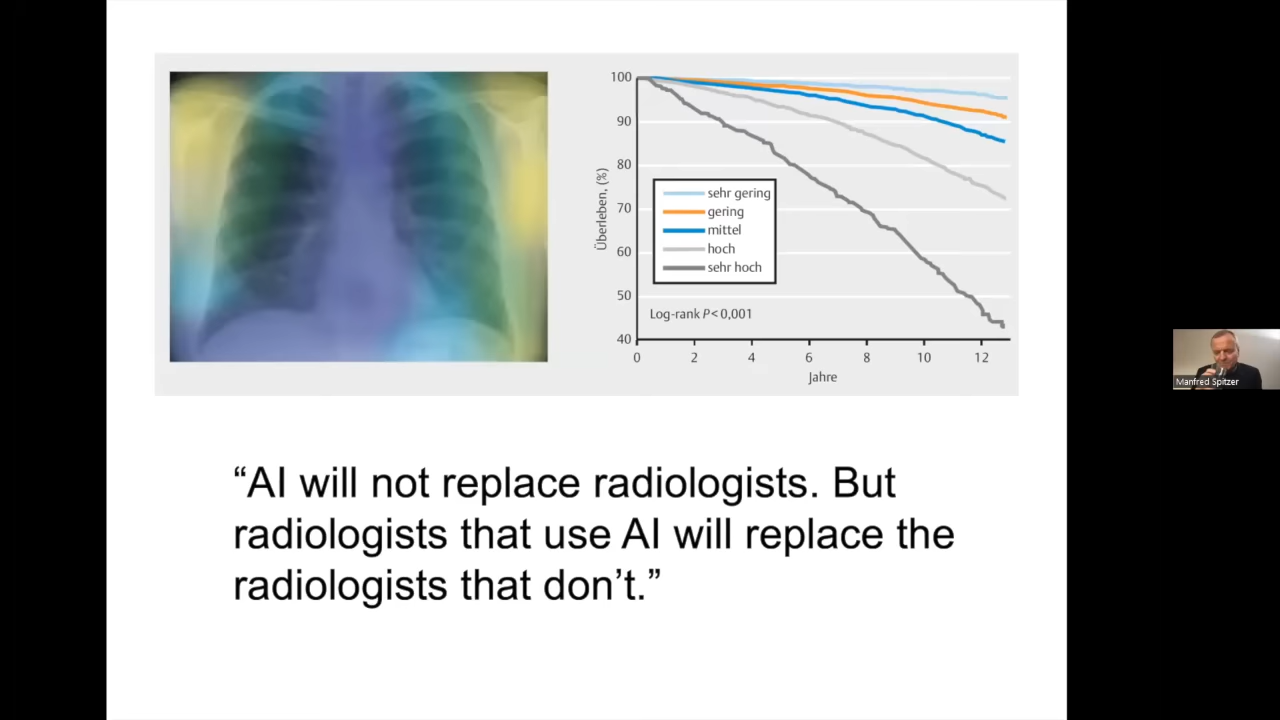 100
90
80
70
60
50
40
Überleben, (%)
sehr gering
gering
mittel
hoch
sehr hoch
Log-rank P< 0,001
0 2 4 6 8 10 12
Jahre
“AI will not replace radiologists. But
radiologists that use AI will replace the
radiologists that don’t.”
Manfred Spitzer